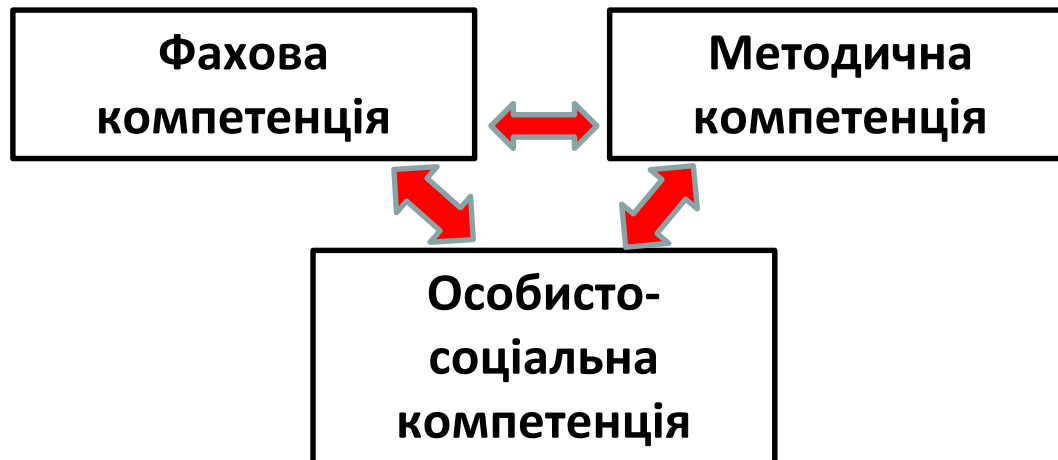 Фахова
компетенція
Методична
компетенція
Особисто-
соціальна
компетенція